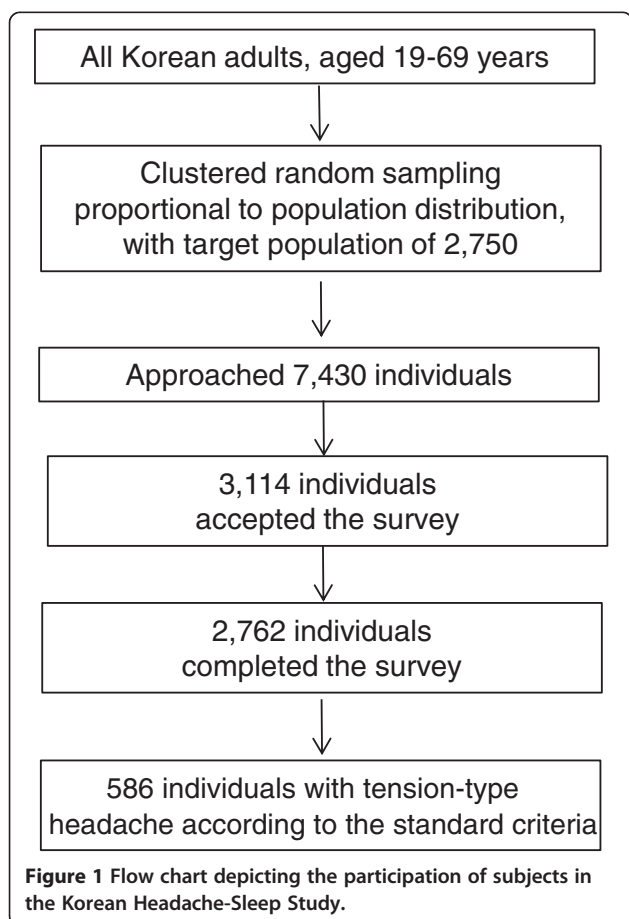 All Korean adults, aged 19-69 years
Clustered random sampling
proportional to population distribution,
with target population of 2,750
Approached 7,430 individuals
3,114 individuals
accepted the survey
2,762 individuals
completed the survey
586 individuals with tension-type
headache according to the standard criteria
Figure 1 Flow chart depicting the participation of subjects in
the Korean Headache-Sleep Study.